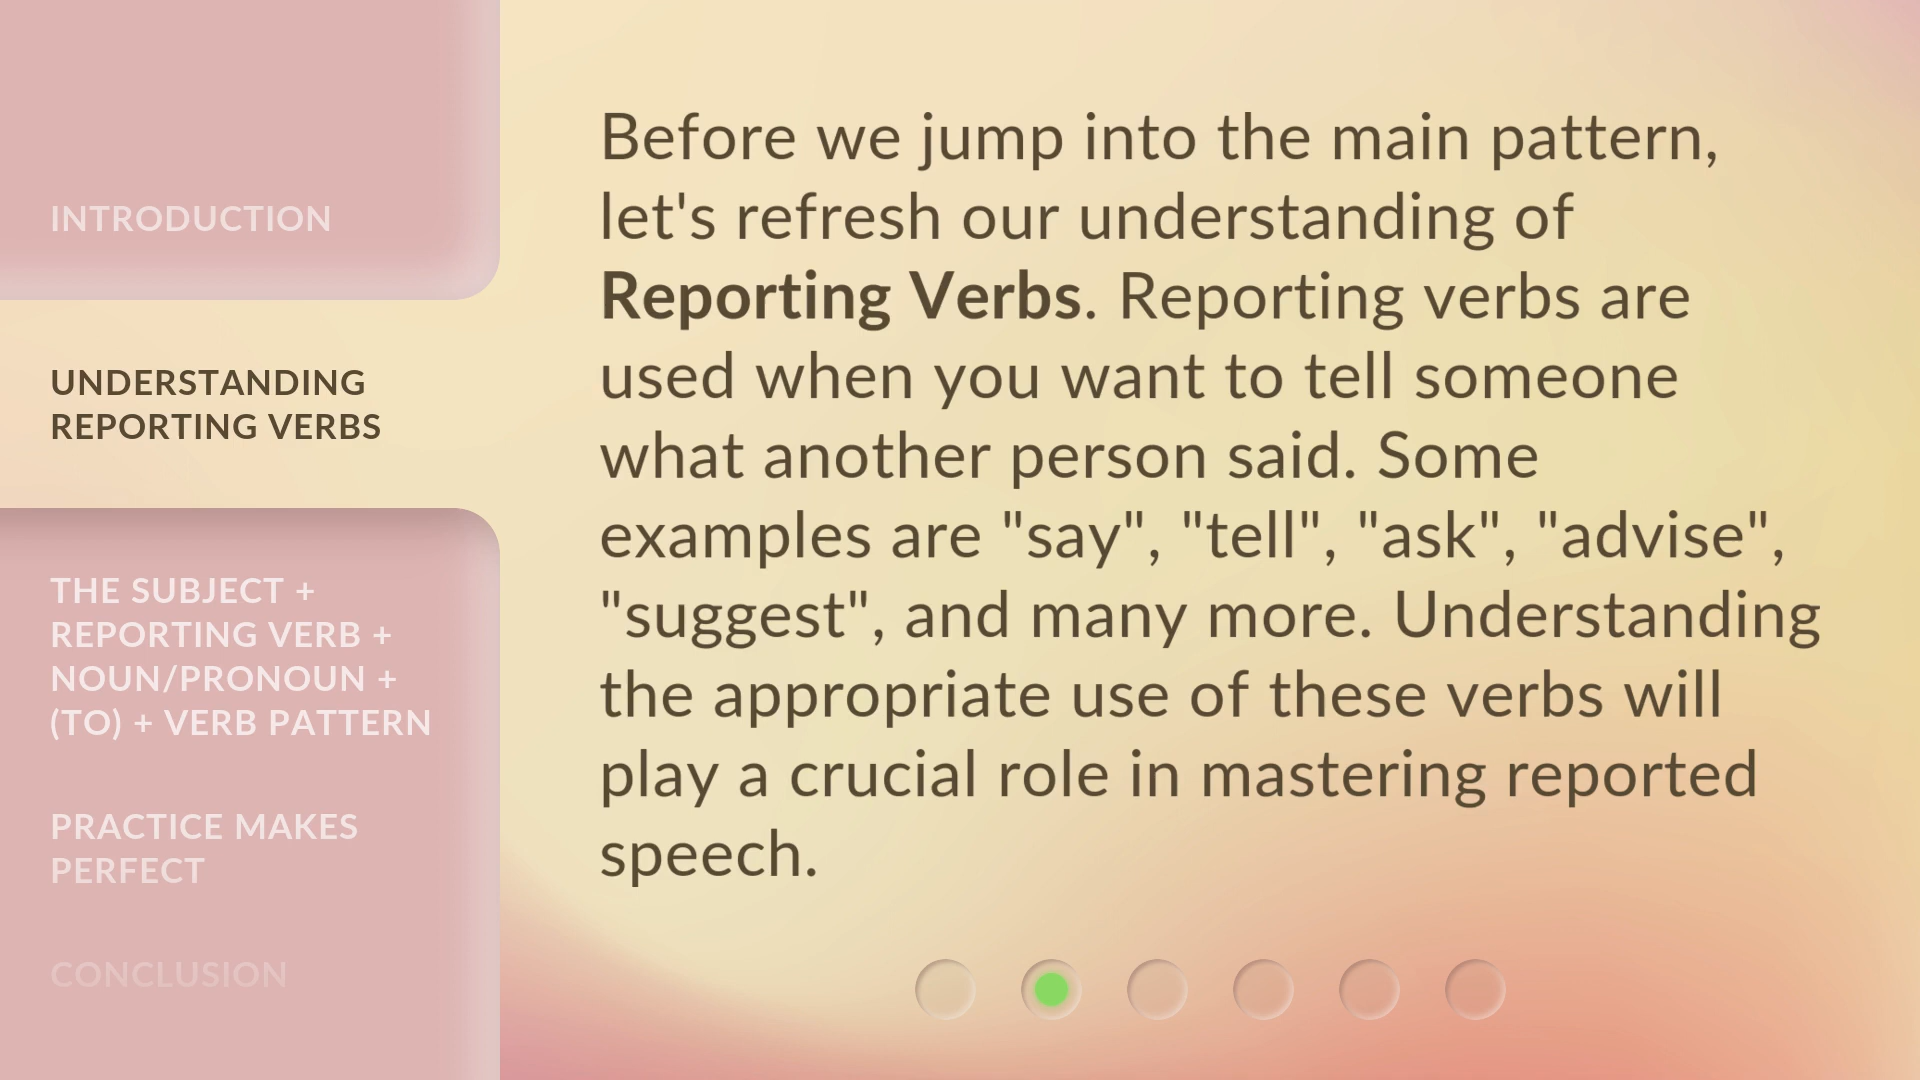 INTRODUCTION
UNDERSTANDING
REPORTING VERBS
THE SUBJECT +
REPORTING VERB +
NOUN/PRONOUN +
(TO) + VERB PATTERN
PRACTICE MAKES
PERFECT
CONCLUSION
Before we jump into the main pattern,
let's refresh our understanding of
Reporting Verbs. Reporting verbs are
used when you want to tell someone
what another person said. Some
examples are "say", "tell", "ask", "advise",
"suggest", and many more. Understanding
the appropriate use of these verbs will
play a crucial role in mastering reported
speech.